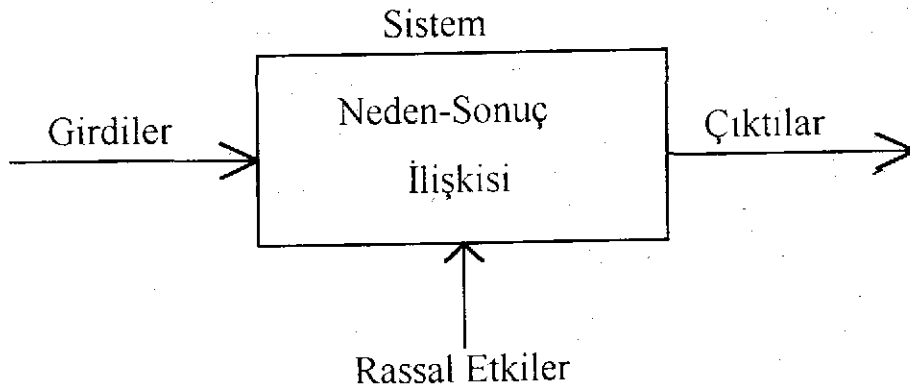 Sistem
Girdiler
Neden-Sonuç
İlişkisi
Çıktılar
Rassal Etkiler